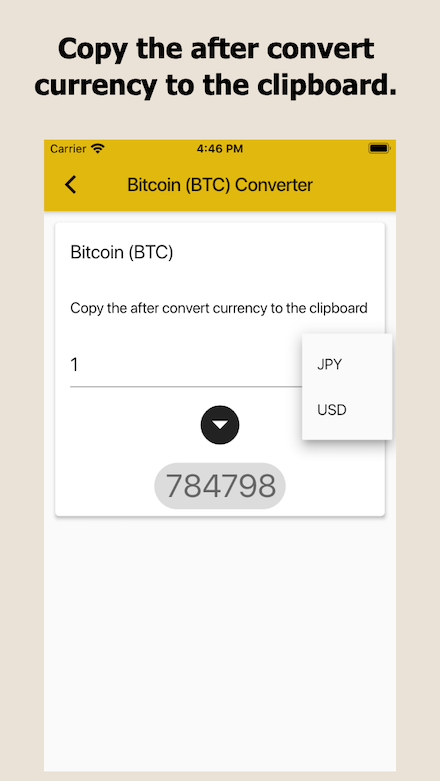 Copy the after convert
currency to the clipboard.
Carrier 4:46 PM
Bitcoin (BTC) Converter
Bitcoin (BTC)
Copy the after convert currency to the clipboard
1
JPY
USD
784798